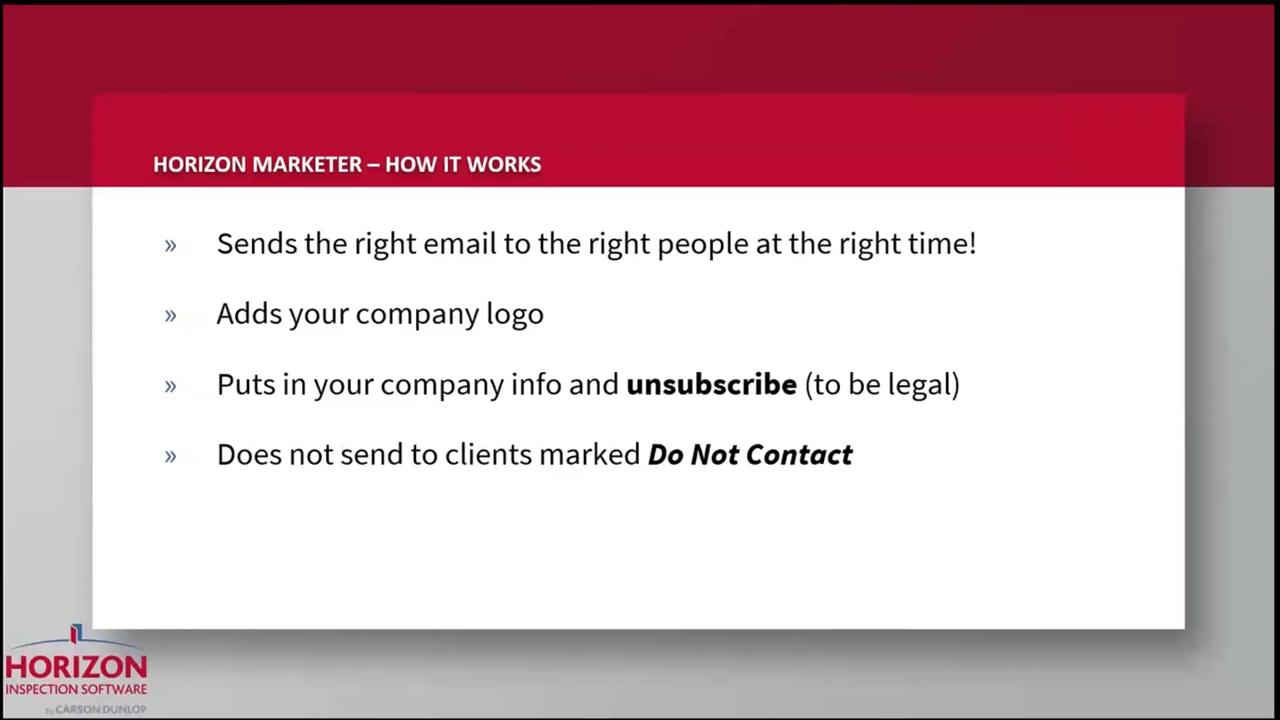 HORIZON MARKETER – HOW IT WORKS
» Sends the right email to the right people at the right time!
» Adds your company logo
» Puts in your company info and unsubscribe (to be legal)
» Does not send to clients marked Do Not Contact
HORIZON
INSPECTION SOFTWARE
by CARSON DUNLOP